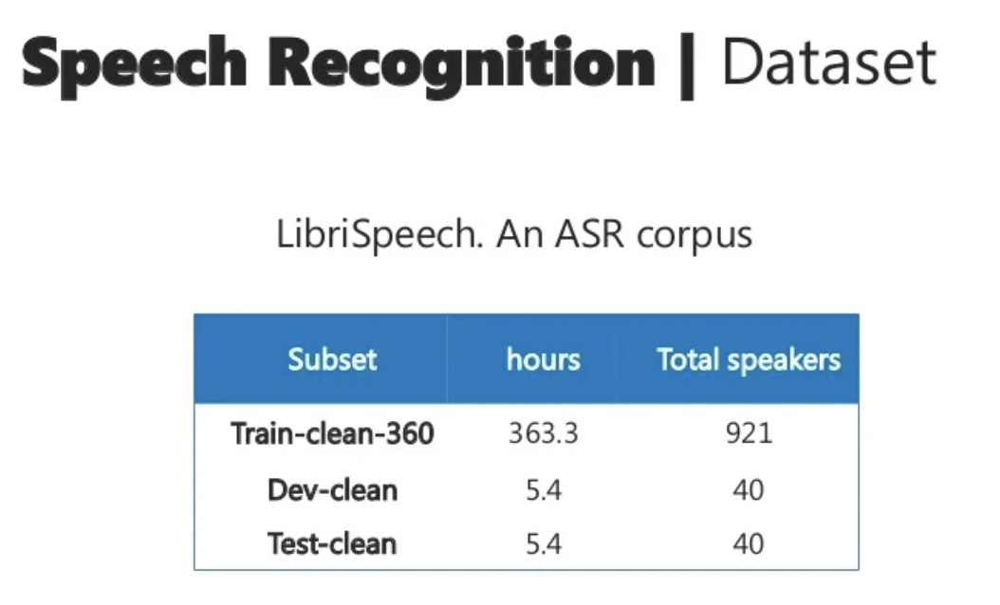 Speech Recognition | Dataset
LibriSpeech. An ASR corpus
Subset hours Total speakers
Train-clean-360 363.3 921
Dev-clean 5.4 40
Test-clean 5.4 40